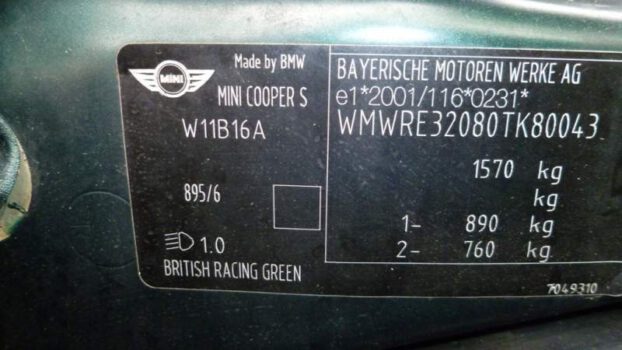 MINI
Made by BMW
MINI COOPER S
W11B16A
895/6
1.0
BRITISH RACING GREEN
BAYERISCHE MOTOREN WERKE AG
e1*2001/116*0231*
WMWRE32080TK80043
1570 kg
kg
1- 890 kg
2- 760 kg
7049310